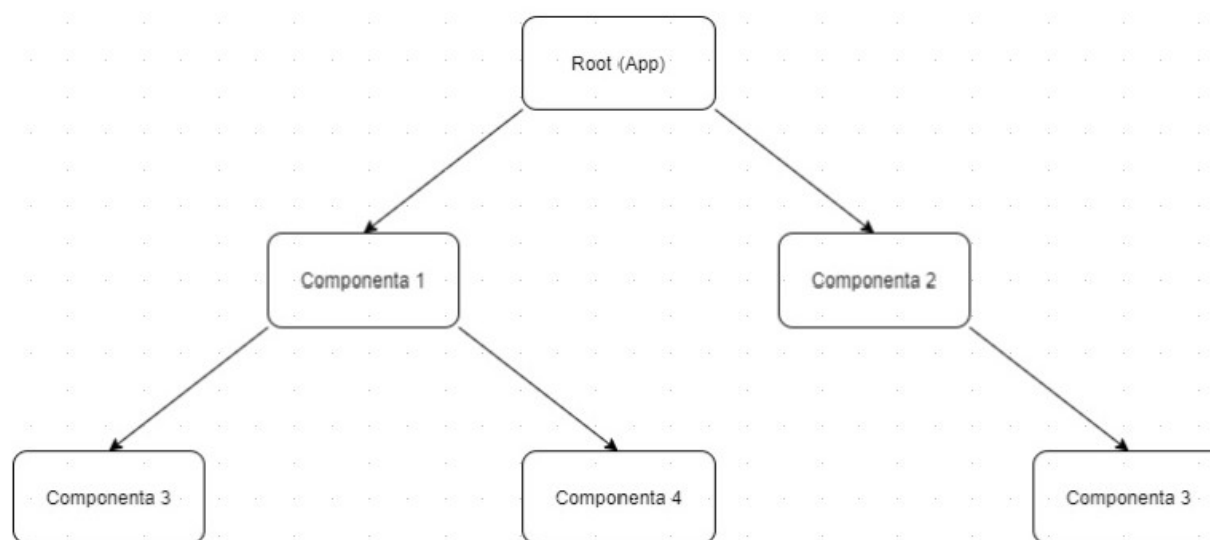 Root (App)
Componenta 1
Componenta 2
Componenta 3
Componenta 4
Componenta 3